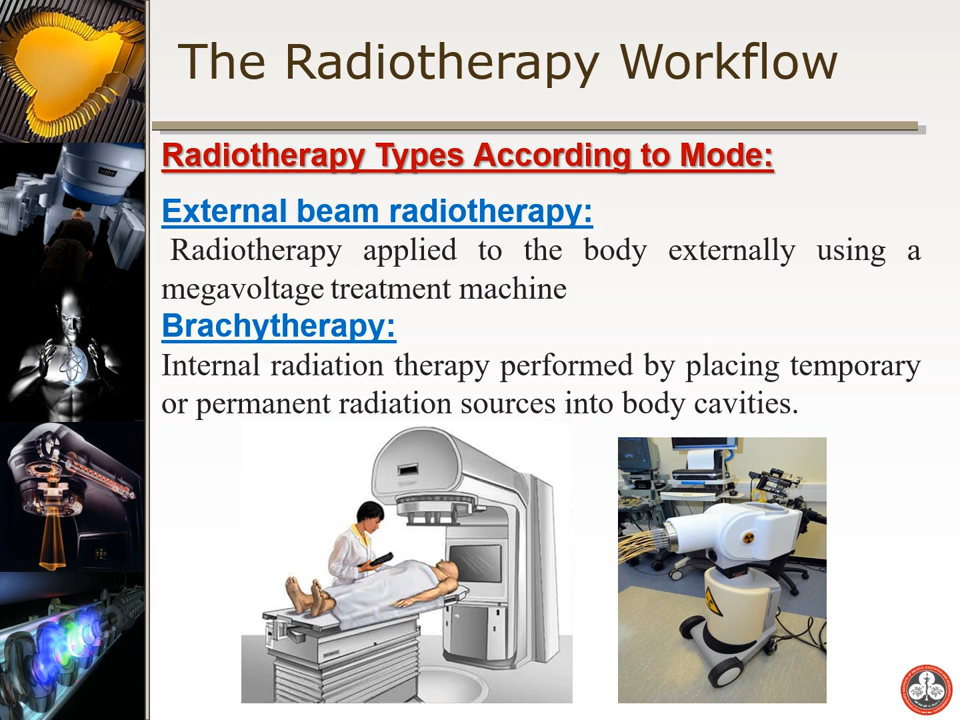 The Radiotherapy Workflow
Radiotherapy Types According to Mode:
External beam radiotherapy:
Radiotherapy applied to the body externally using a
megavoltage treatment machine
Brachytherapy:
Internal radiation therapy performed by placing temporary
or permanent radiation sources into body cavities.